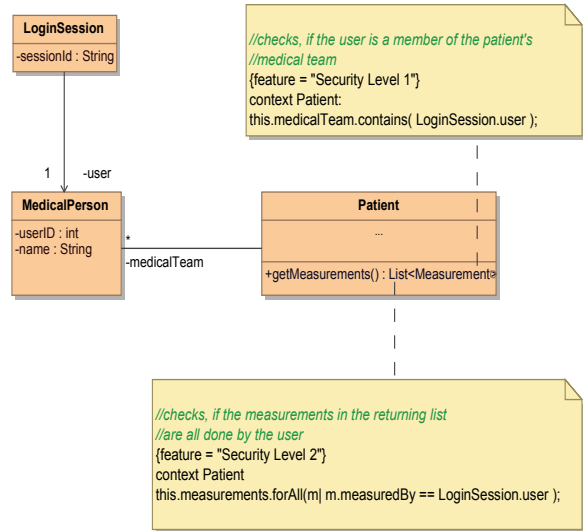 LoginSession
-sessionId : String
//checks, if the user is a member of the patient's
//medical team
{feature = "Security Level 1"}
context Patient:
this.medicalTeam.contains( LoginSession.user );
1 -user
MedicalPerson
-userID : int
-name : String
*
-medicalTeam
Patient
...
+getMeasurements() : List<Measurement>
//checks, if the measurements in the returning list
//are all done by the user
{feature = "Security Level 2"}
context Patient
this.measurements.forAll(m| m.measuredBy == LoginSession.user );